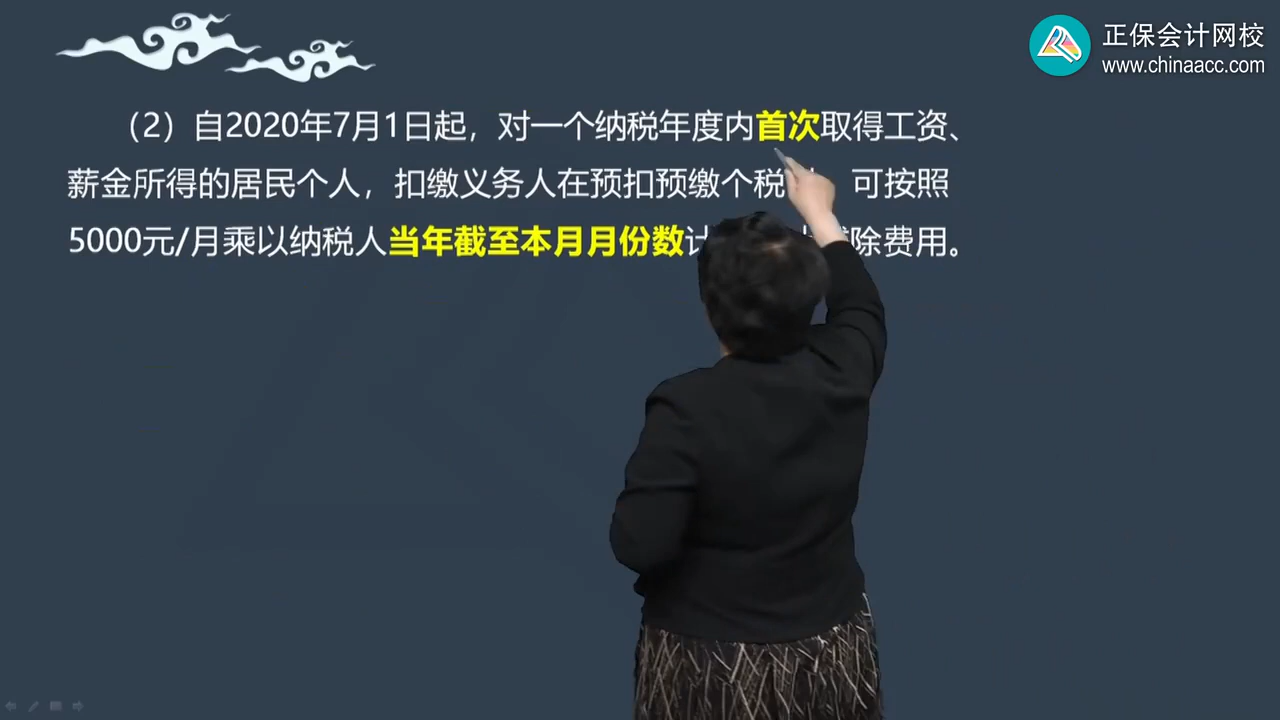 正保会计网校
www.chinaacc.com
（2）自2020年7月1日起，对一个纳税年度内首次取得工资、
薪金所得的居民个人，扣缴义务人在预扣预缴个税 可按照
5000元/月乘以纳税人当年截至本月月份数计 除费用。